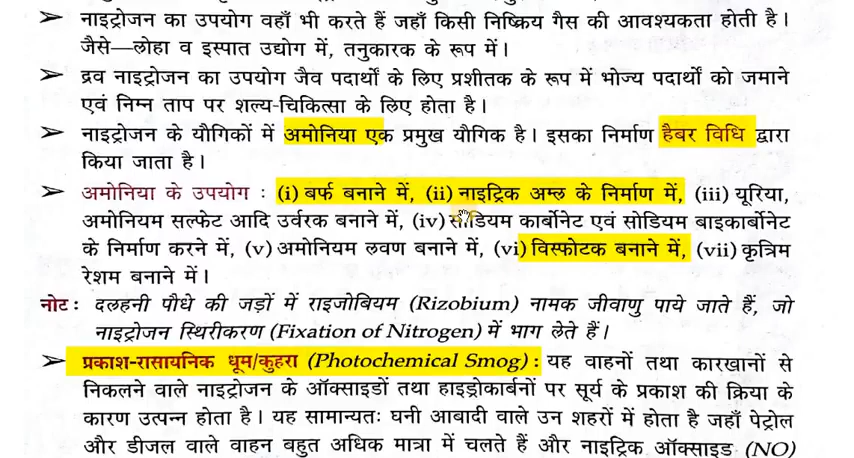 ➢ नाइट्रोजन का उपयोग वहाँ भी करते हैं जहाँ किसी निष्क्रिय गैस की आवश्यकता होती है।
जैसे—लोहा व इस्पात उद्योग में, तनुकारक के रूप में।
➢ द्रव नाइट्रोजन का उपयोग जैव पदार्थो के लिए प्रशीतक के रूप में भोज्य पदार्थों को जमाने
एवं निम्न ताप पर शल्य-चिकित्सा के लिए होता है।
➢ नाइट्रोजन के यौगिकों में अमोनिया एक प्रमुख यौगिक है। इसका निर्माण हैबर विधि द्वारा
किया जाता है।
➢ अमोनिया के उपयोग : (i) बर्फ बनाने में, (ii) नाइट्रिक अम्ल के निर्माण में, (iii) यूरिया,
अमोनियम सल्फेट आदि उर्वरक बनाने में, (iv) सोडियम कार्बोनेट एवं सोडियम बाइकार्बोनेट
के निर्माण करने में, (v) अमोनियम लवण बनाने में, (vi) विस्फोटक बनाने में, (vii) कृत्रिम
रेशम बनाने में।
नोट : दलहनी पौधे की जड़ों में राइजोबियम (Rizobium) नामक जीवाणु पाये जाते हैं, जो
नाइट्रोजन स्थिरीकरण (Fixation of Nitrogen) में भाग लेते हैं।
➢ प्रकाश-रासायनिक धूम/कुहरा (Photochemical Smog) : यह वाहनों तथा कारखानों से
निकलने वाले नाइट्रोजन के ऑक्साइडों तथा हाइड्रोकार्बनों पर सूर्य के प्रकाश की क्रिया के
कारण उत्पन्न होता है। यह सामान्यतः घनी आबादी वाले उन शहरों में होता है जहाँ पेट्रोल
और डीजल वाले वाहन बहुत अधिक मात्रा में चलते हैं और नाइट्रिक ऑक्साइड (NO)